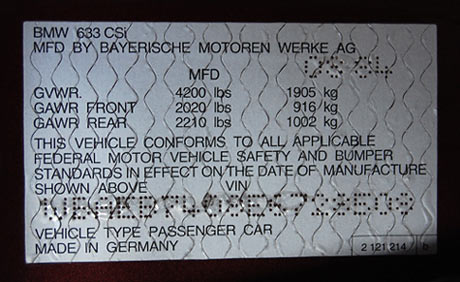 BMW 633 CSi
MFD BY BAYERISCHE MOTOREN WERKE AG
MFD 06 84
GVWR. 4200 lbs 1905 kg
GAWR FRONT 2020 lbs 916 kg
GAWR REAR 2210 lbs 1002 kg
THIS VEHICLE CONFORMS TO ALL APPLICABLE
FEDERAL MOTOR VEHICLE SAFETY AND BUMPER
STANDARDS IN EFFECT ON THE DATE OF MANUFACTURE
SHOWN ABOVE VIN
VEHICLE TYPE PASSENGER CAR
MADE IN GERMANY 2 121 214 b